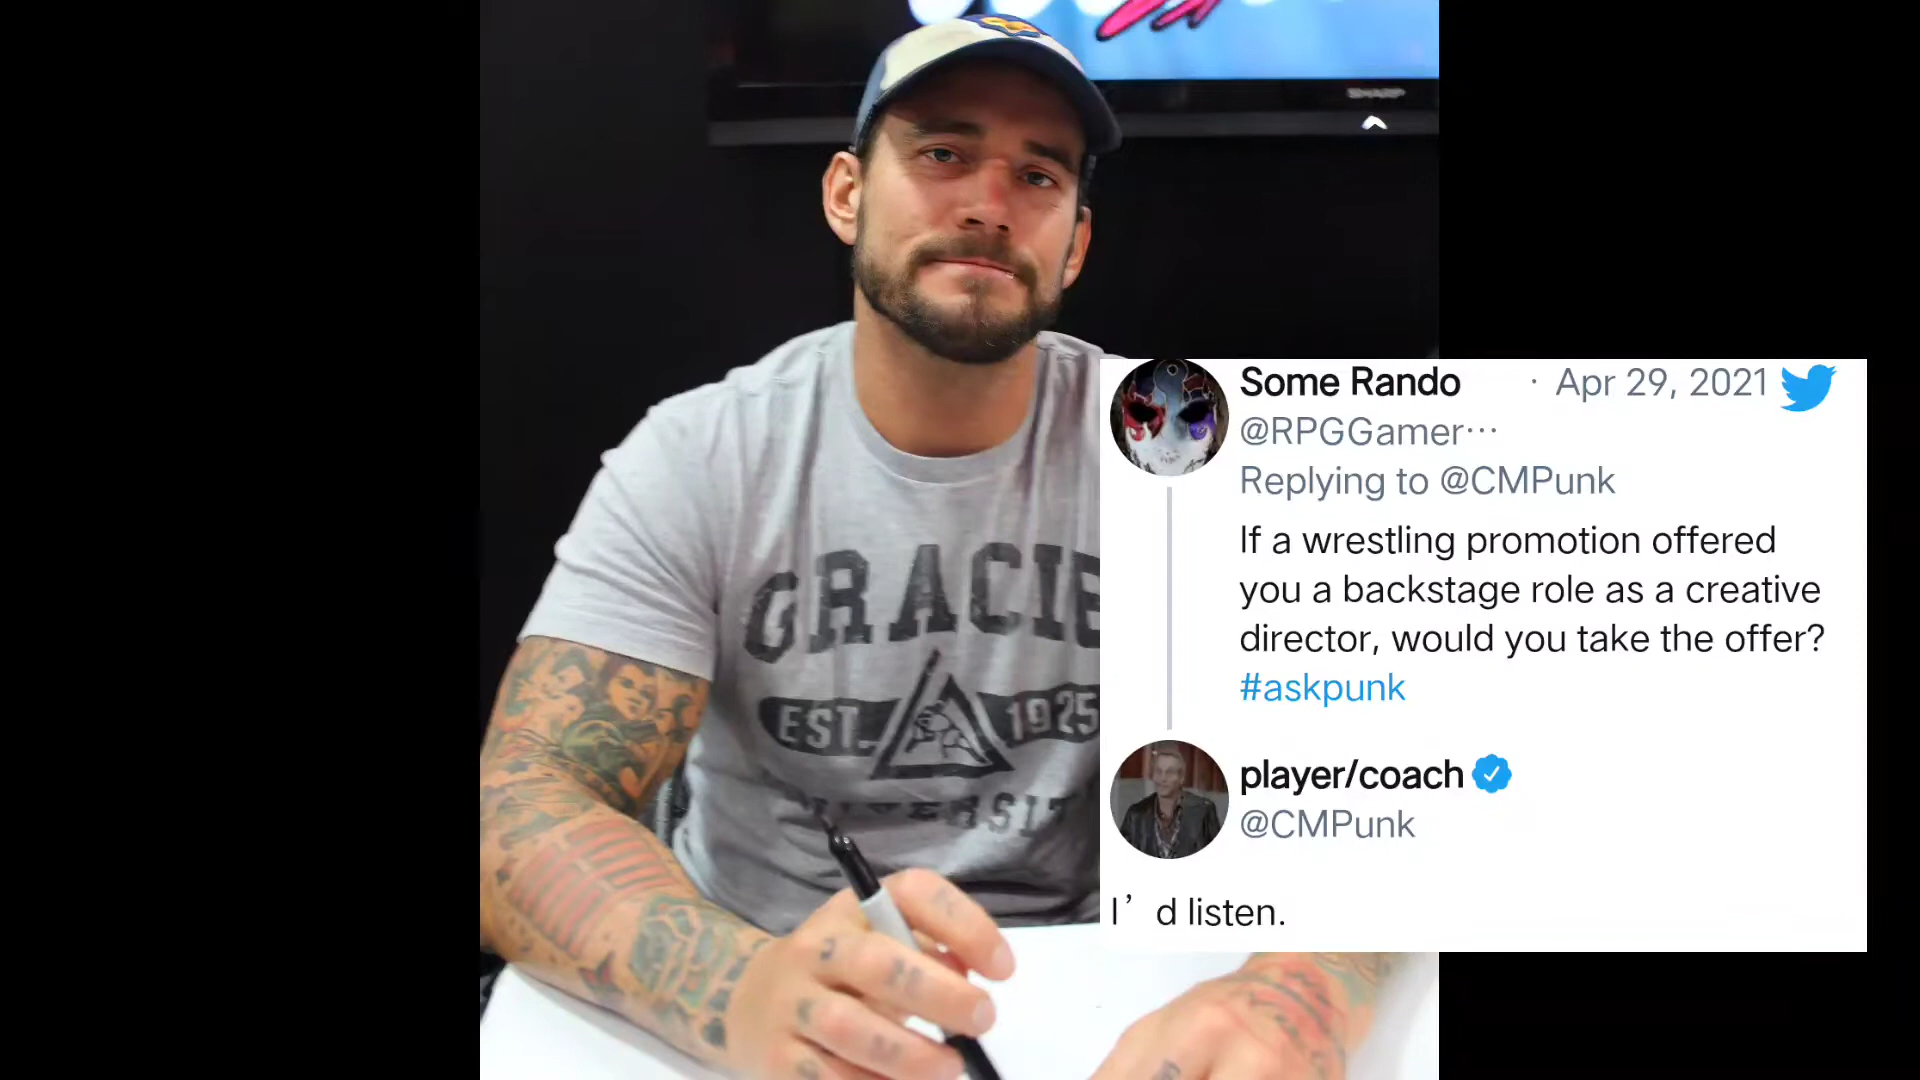 SHARP
GRACIE
EST. 1925
Some Rando · Apr 29, 2021
@RPGGamer···
Replying to @CMPunk
If a wrestling promotion offered
you a backstage role as a creative
director, would you take the offer?
#askpunk
player/coach
@CMPunk
I’d listen.